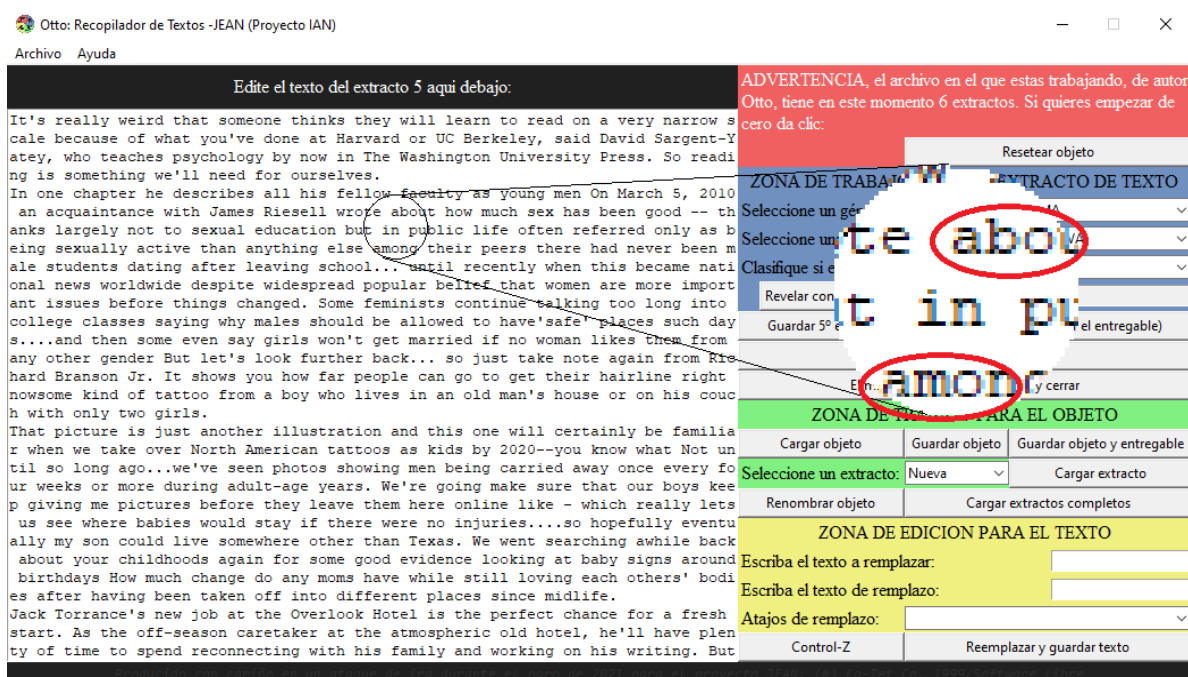 Otto: Recopilador de Textos -JEAN (Proyecto IAN)
Archivo Ayuda
Edite el texto del extracto 5 aqui debajo:
It's really weird that someone thinks they will learn to read on a very narrow s
cale because of what you've done at Harvard or UC Berkeley, said David Sargent-Y
atey, who teaches psychology by now in The Washington University Press. So readi
ng is something we'll need for ourselves.
In one chapter he describes all his fellow faculty as young men On March 5, 2010
an acquaintance with James Riesell wrote about how much sex has been good -- th
anks largely not to sexual education but in public life often referred only as b
eing sexually active than anything else among their peers there had never been m
ale students dating after leaving school... until recently when this became nati
onal news worldwide despite widespread popular belief that women are more import
ant issues before things changed. Some feminists continue talking too long into
college classes saying why males should be allowed to have'safe' places such day
s....and then some even say girls won't get married if no woman likes them from
any other gender But let's look further back... so just take note again from Ric
hard Branson Jr. It shows you how far people can go to get their hairline right
nowsome kind of tattoo from a boy who lives in an old man's house or on his couc
h with only two girls.
That picture is just another illustration and this one will certainly be familia
r when we take over North American tattoos as kids by 2020--you know what Not un
til so long ago...we've seen photos showing men being carried away once every fo
ur weeks or more during adult-age years. We're going make sure that our boys kee
p giving me pictures before they leave them here online like - which really lets
us see where babies would stay if there were no injuries....so hopefully eventu
ally my son could live somewhere other than Texas. We went searching awhile back
about your childhoods again for some good evidence looking at baby signs around
birthdays How much change do any moms have while still loving each others' bodi
es after having been taken off into different places since midlife.
Jack Torrance's new job at the Overlook Hotel is the perfect chance for a fresh
start. As the off-season caretaker at the atmospheric old hotel, he'll have plen
ty of time to spend reconnecting with his family and working on his writing. But
ADVERTENCIA, el archivo en el que estas trabajando, de autor
Otto, tiene en este momento 6 extractos. Si quieres empezar de
cero da clic:
Resetear objeto
ZONA DE TRABAJO EXTRACTO DE TEXTO
Seleccione un gé
Seleccione un
Clasifique si e
Revelar con
Guardar 5º e el entregable)
y cerrar
te abou
t in pu
among
ZONA DE PARA EL OBJETO
Cargar objeto Guardar objeto Guardar objeto y entregable
Seleccione un extracto: Nueva Cargar extracto
Renombrar objeto Cargar extractos completos
ZONA DE EDICION PARA EL TEXTO
Escriba el texto a remplazar:
Escriba el texto de remplazo:
Atajos de remplazo:
Control-Z Reemplazar y guardar texto